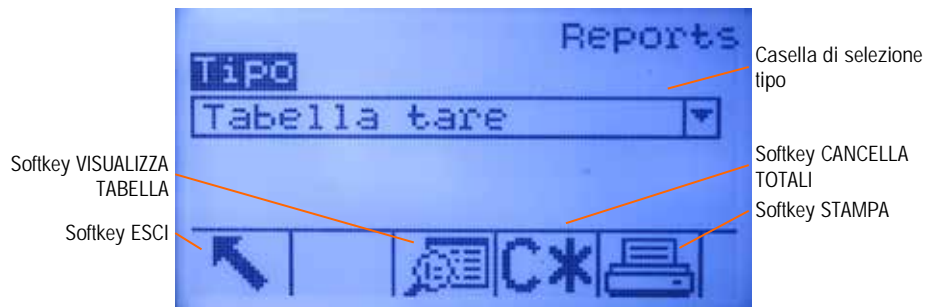 Reports
Tipo
Tabella tare
Casella di selezione
tipo
Softkey VISUALIZZA
TABELLA
Softkey ESCI
Softkey CANCELLA
TOTALI
Softkey STAMPA
C*